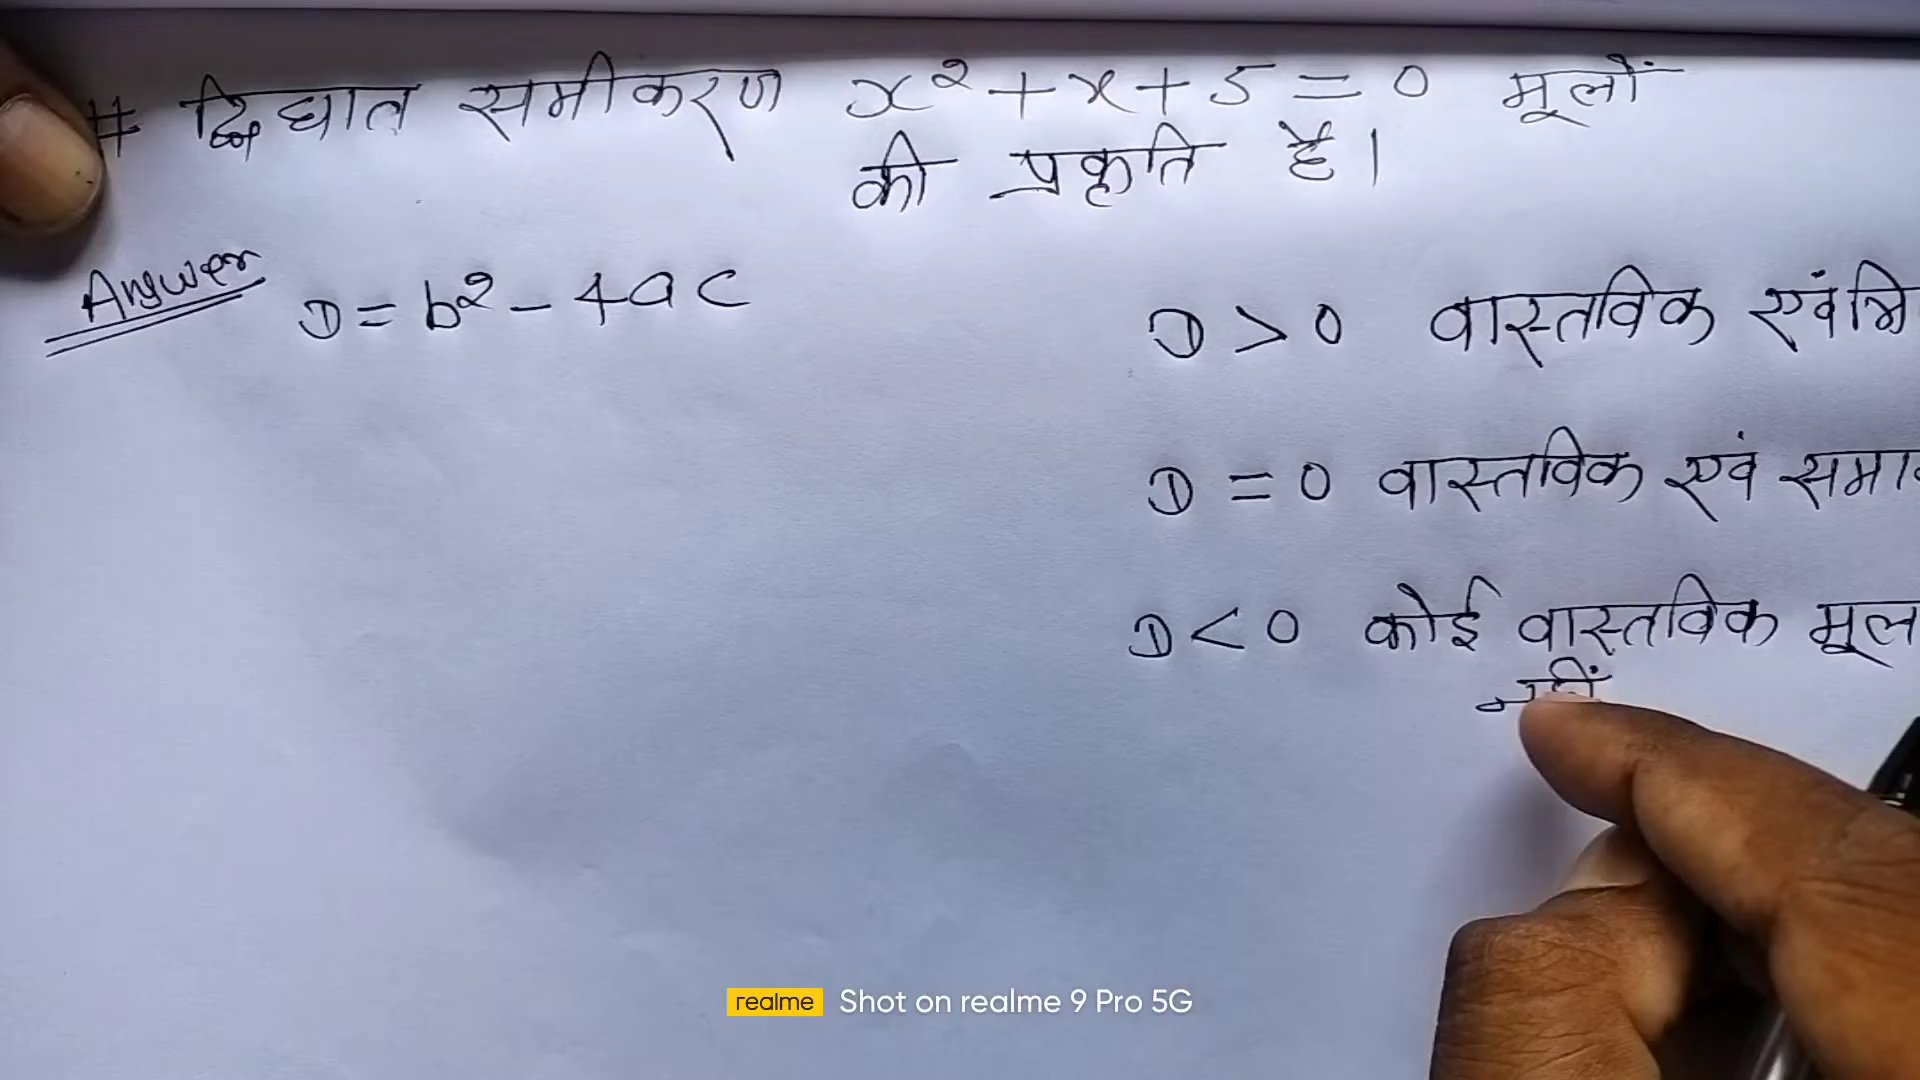 # द्विघात समीकरण x² + x + 5 = 0 मूलों
की प्रकृति है।
Answer D = b² - 4ac
D > 0 वास्तविक एवं
D = 0 वास्तविक एवं
D < 0 कोई वास्तविक मूल
realme Shot on realme 9 Pro 5G